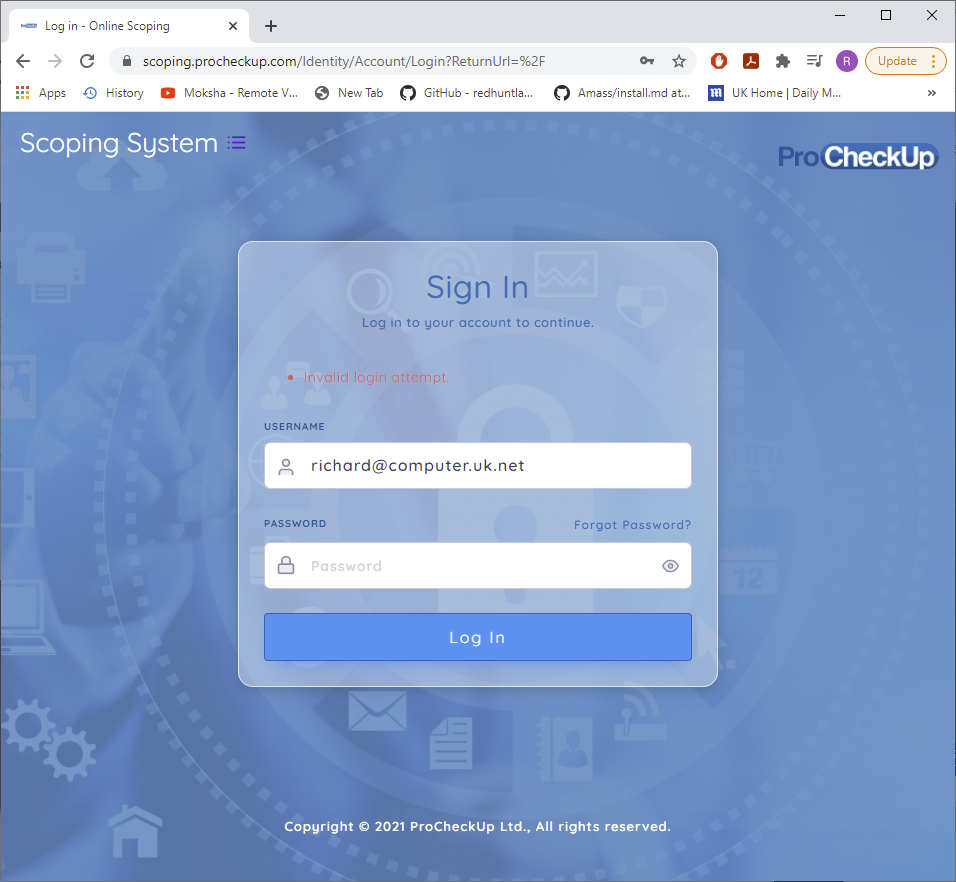 Log in - Online Scoping
scoping.procheckup.com/Identity/Account/Login?ReturnUrl=%2F
R
Update
Apps
History
Moksha - Remote V...
New Tab
GitHub - redhuntla...
Amass/install.md at...
m
UK Home | Daily M...
»
Scoping System
ProCheckUp
Sign In
Log in to your account to continue.
• Invalid login attempt.
USERNAME
richard@computer.uk.net
PASSWORD
Forgot Password?
Password
Log In
12
Copyright © 2021 ProCheckUp Ltd., All rights reserved.